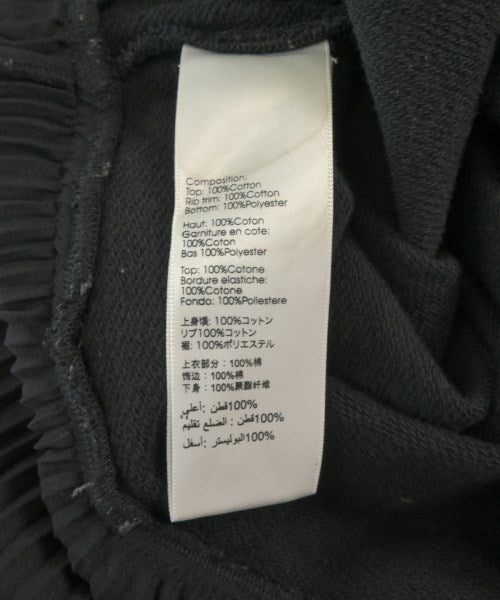 Composition:
Top: 100%Cotton
Rib trim: 100%Cotton
Bottom: 100%Polyester
Haut: 100%Coton
Garniture en cote:
100%Coton
Bas 100%Polyester
Top: 100%Cotone
Bordure elastiche:
100%Cotone
Fondo: 100%Poliestere
上身頃: 100%コットン
リブ100%コットン
裾: 100%ポリエステル
上衣部分：100%棉
饰边：100%棉
下身：100%聚酯纤维
100%قطن :أعلي
100%قطن : الضلع تقليم
100%البوليستر :أسفل